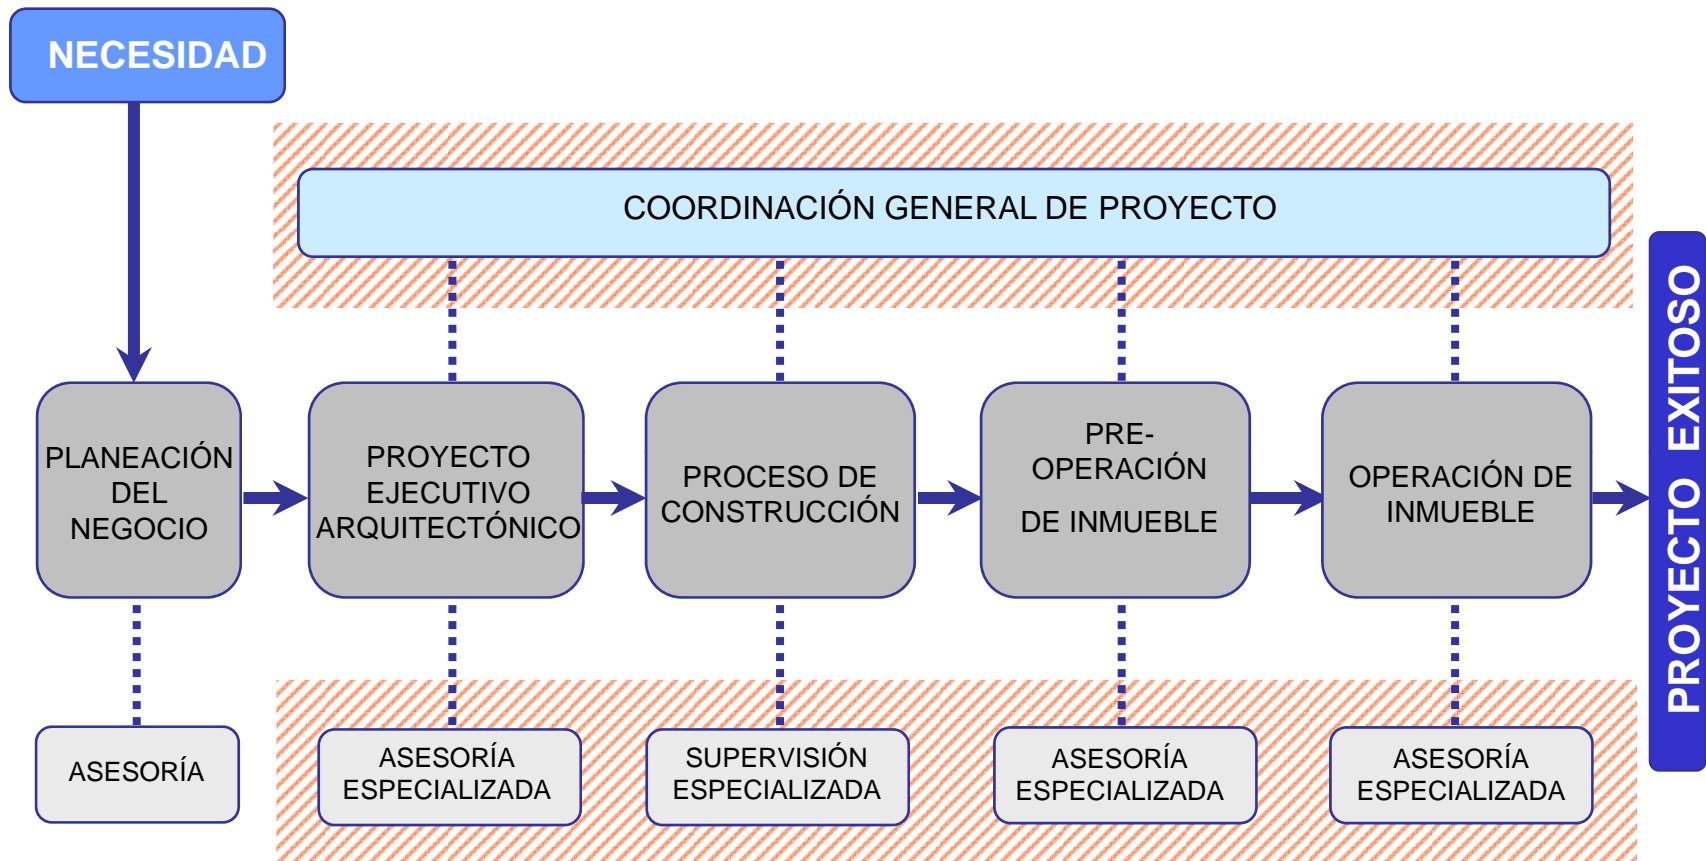 NECESIDAD
COORDINACIÓN GENERAL DE PROYECTO
PLANEACIÓN
DEL
NEGOCIO
PROYECTO
EJECUTIVO
ARQUITECTÓNICO
PROCESO DE
CONSTRUCCIÓN
PRE-
OPERACIÓN
DE INMUEBLE
OPERACIÓN DE
INMUEBLE
PROYECTO EXITOSO
ASESORÍA
ASESORÍA
ESPECIALIZADA
SUPERVISIÓN
ESPECIALIZADA
ASESORÍA
ESPECIALIZADA
ASESORÍA
ESPECIALIZADA